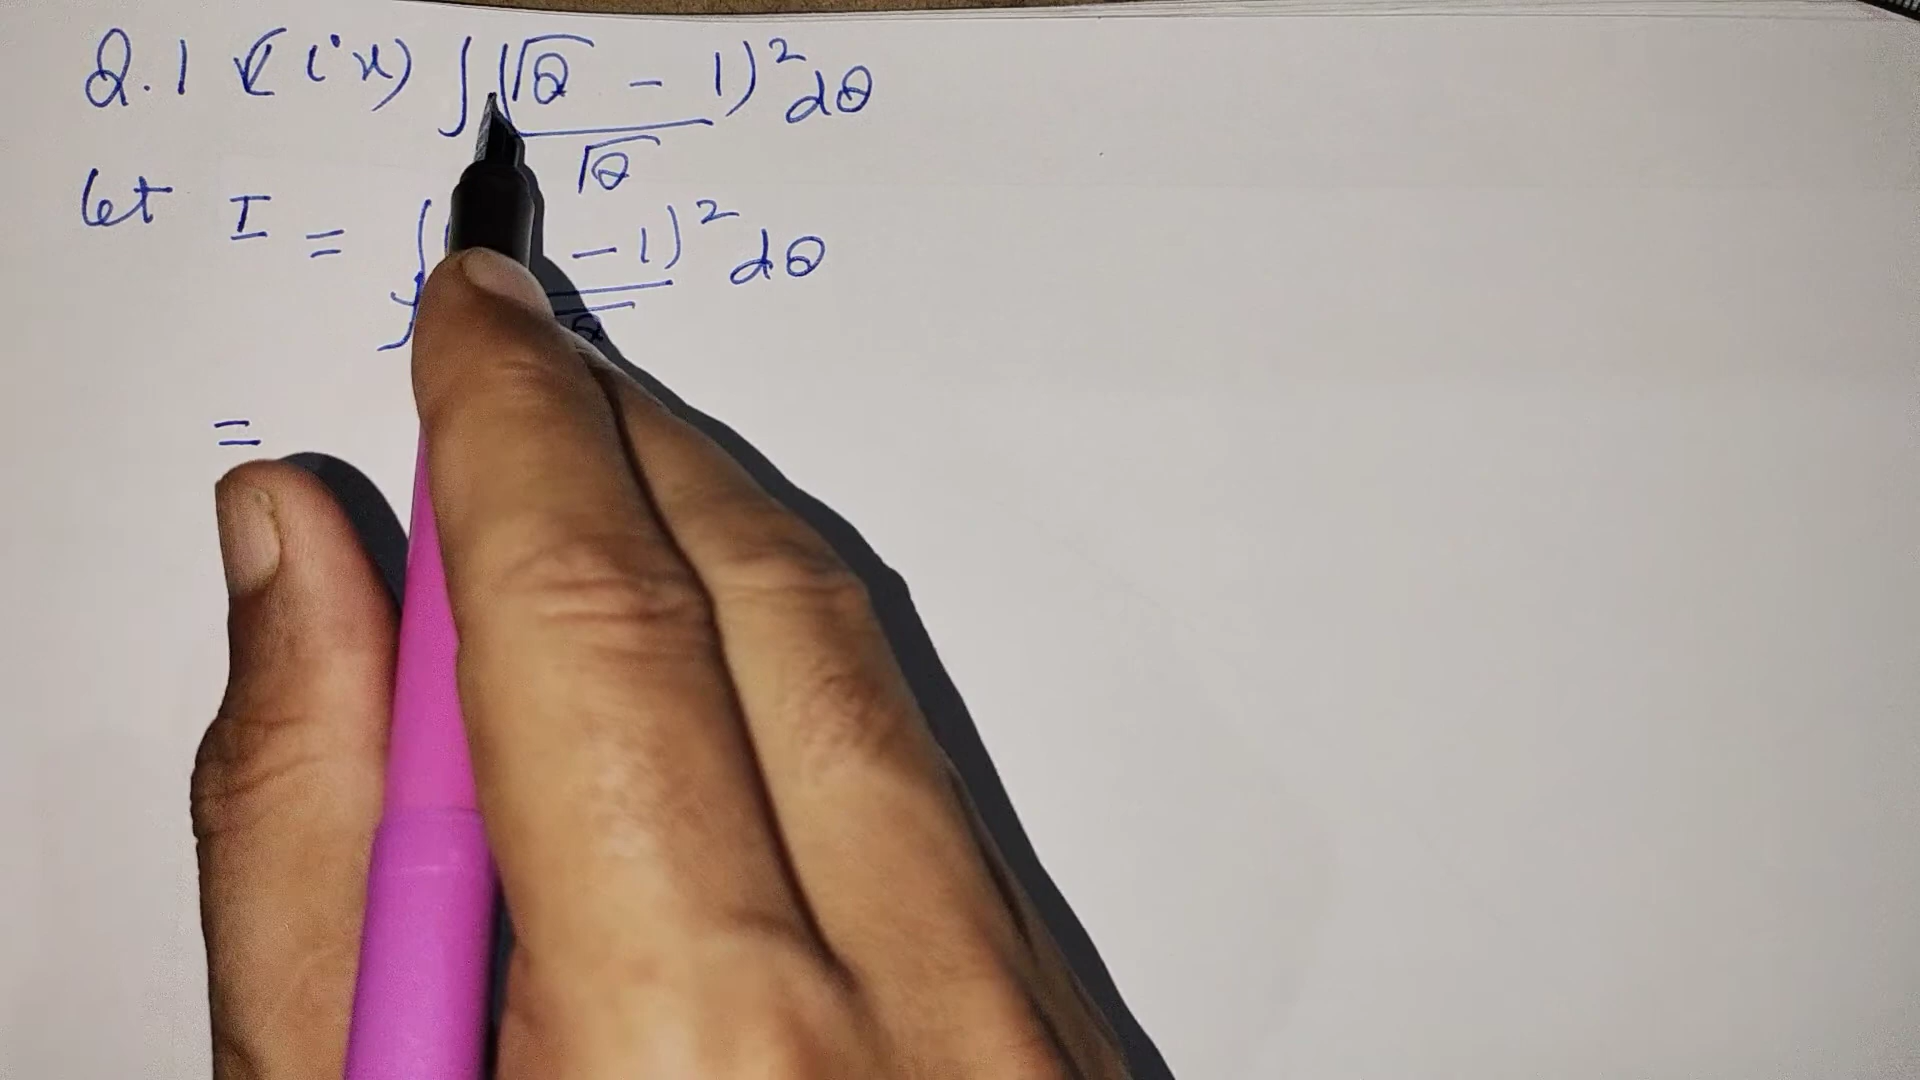 Q.1 (ix) ∫ (√θ - 1)² dθ
√θ
let I = ∫ - 1)² dθ
=